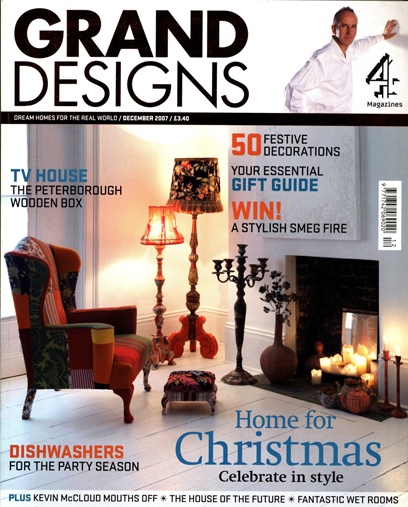 GRAND
DESIGNS
4
Magazines
DREAM HOMES FOR THE REAL WORLD / DECEMBER 2007 / £3.40
TV HOUSE
THE PETERBOROUGH
WOODEN BOX
50 FESTIVE
DECORATIONS
YOUR ESSENTIAL
GIFT GUIDE
WIN!
A STYLISH SMEG FIRE
12
DISHWASHERS
FOR THE PARTY SEASON
Home for
Christmas
Celebrate in style
PLUS KEVIN McCLOUD MOUTHS OFF ✶ THE HOUSE OF THE FUTURE ✶ FANTASTIC WET ROOMS